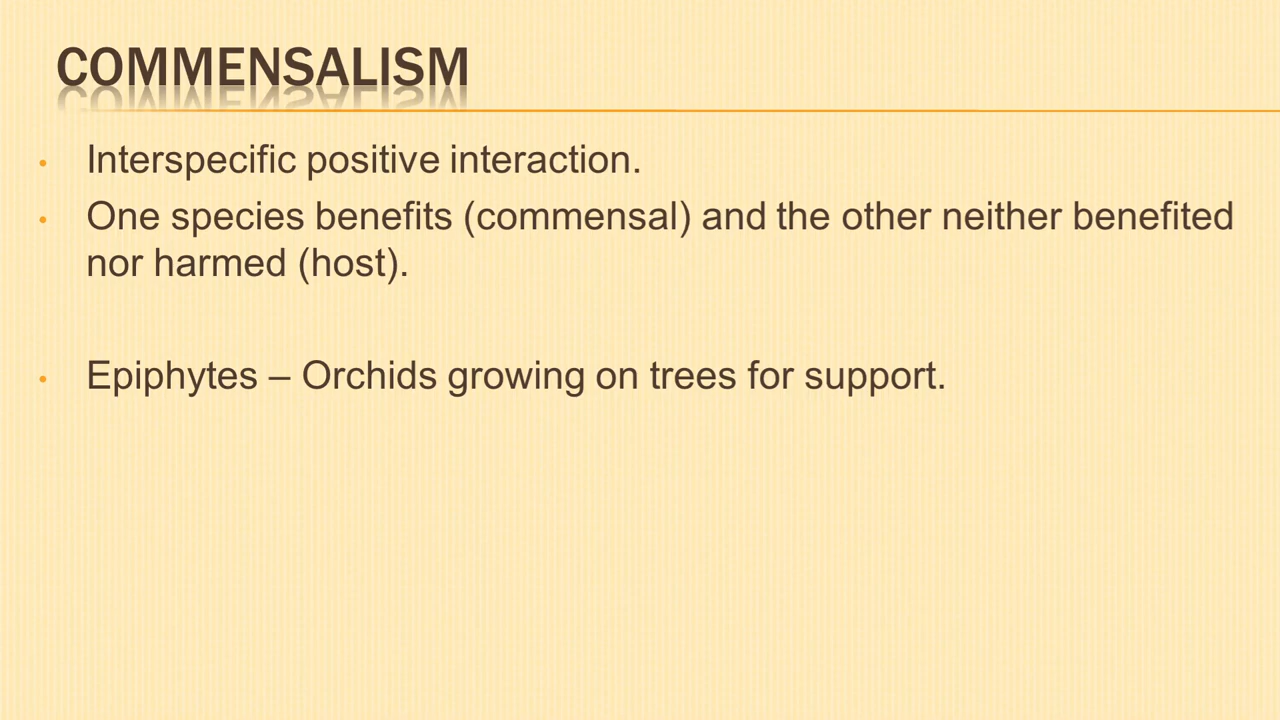 COMMENSALISM
• Interspecific positive interaction.
• One species benefits (commensal) and the other neither benefited
nor harmed (host).
• Epiphytes – Orchids growing on trees for support.